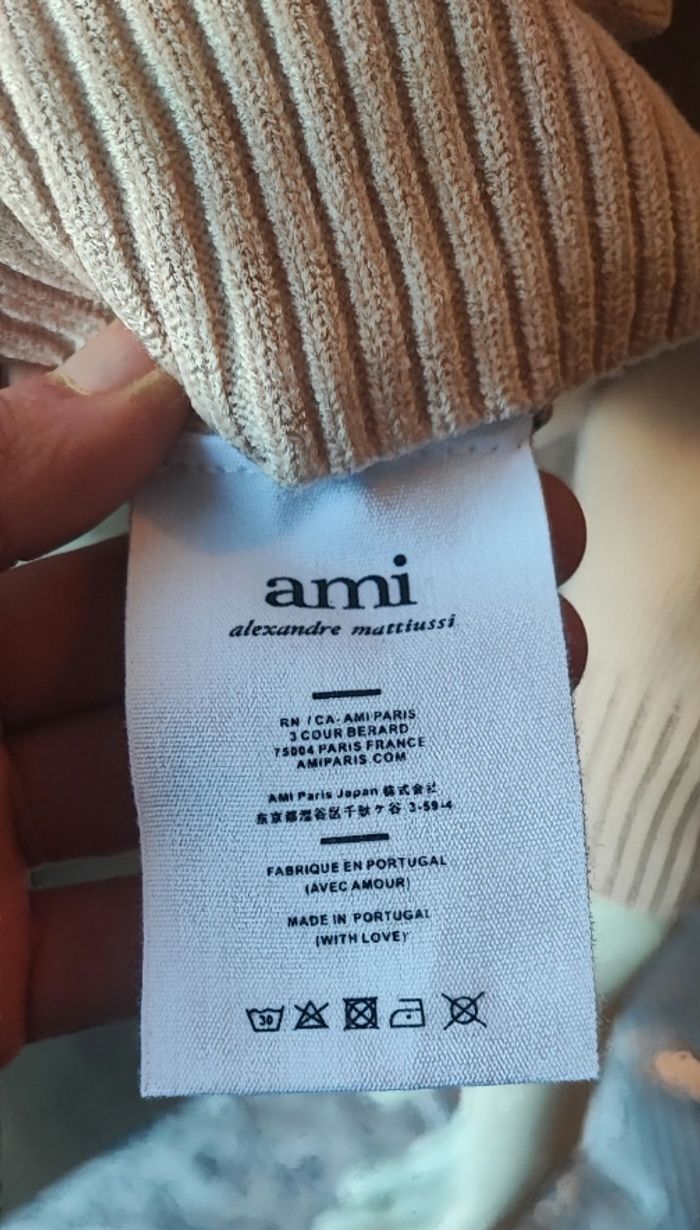 ami
alexandre mattiussi
RN / CA-AMI PARIS
3 COUR BERARD
75004 PARIS FRANCE
AMIPARIS.COM
AMI Paris Japan 株式会社
东京都渋谷区千駄ケ谷 3-59-4
FABRIQUE EN PORTUGAL
(AVEC AMOUR)
MADE IN PORTUGAL
(WITH LOVE)
30